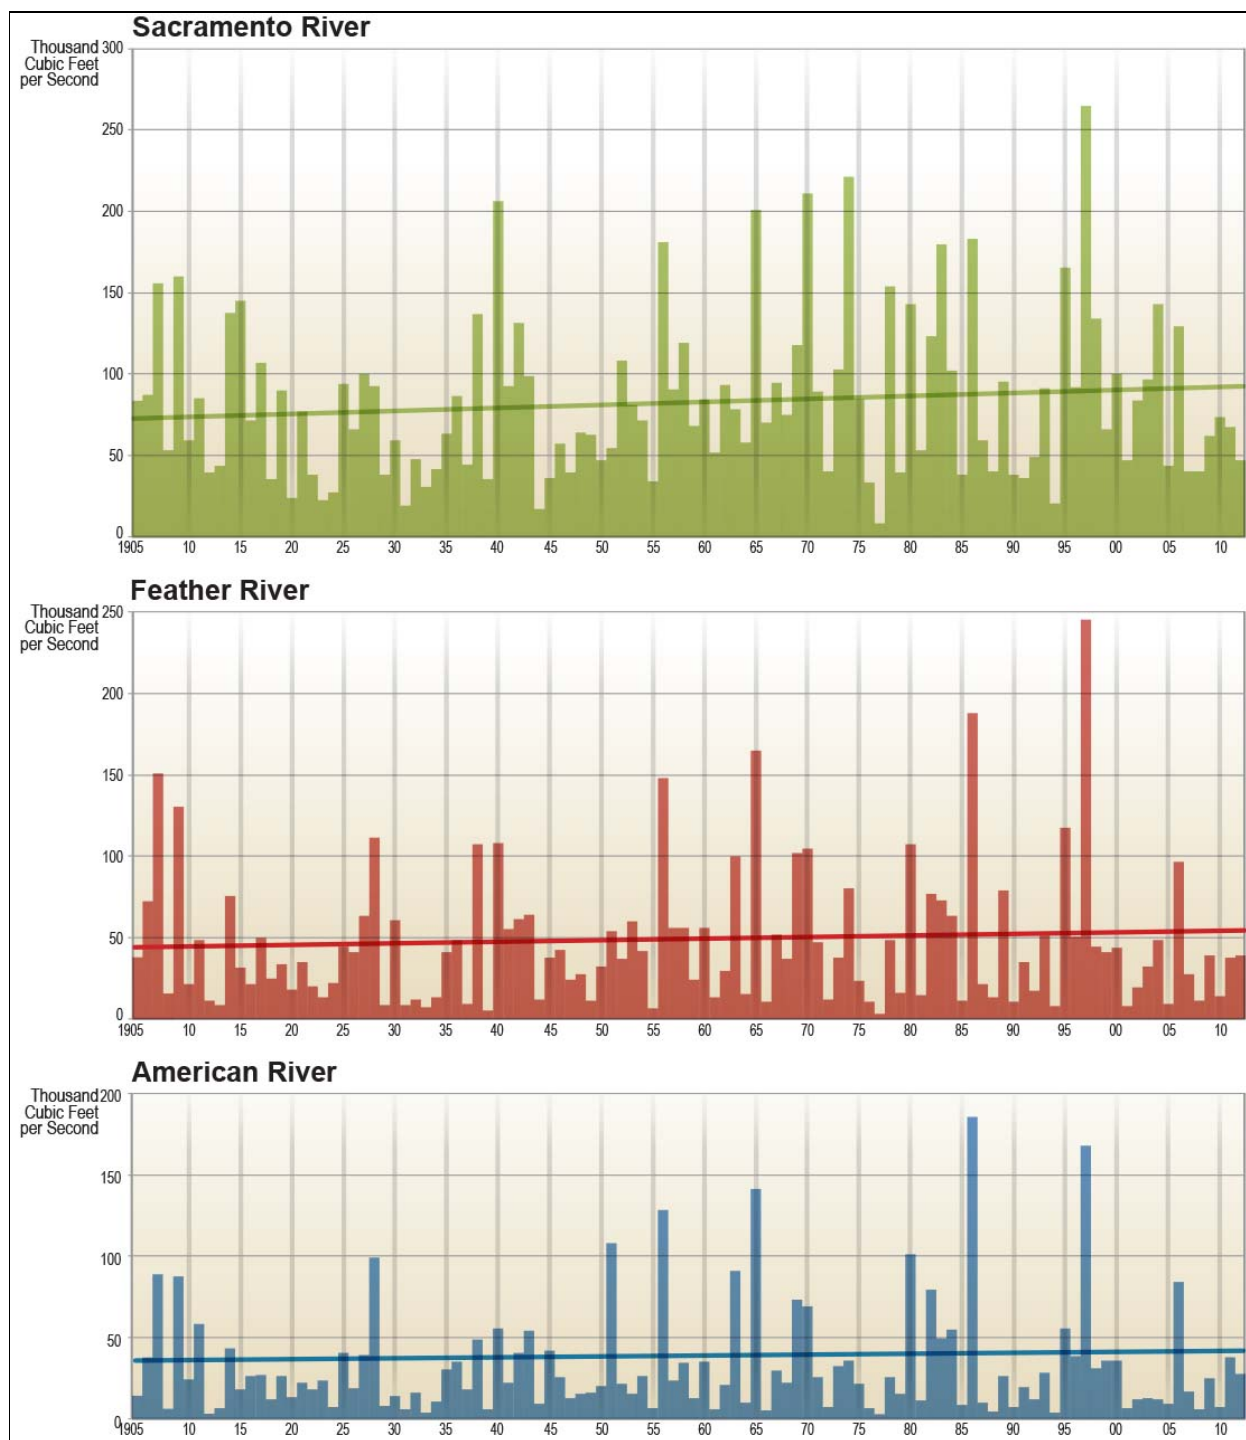 Sacramento River
Thousand 300
Cubic Feet
per Second
250
200
150
100
50
0
1905 10 15 20 25 30 35 40 45 50 55 60 65 70 75 80 85 90 95 00 05 10
Feather River
Thousand 250
Cubic Feet
per Second
200
150
100
50
0
1905 10 15 20 25 30 35 40 45 50 55 60 65 70 75 80 85 90 95 00 05 10
American River
Thousand 200
Cubic Feet
per Second
150
100
50
0
1905 10 15 20 25 30 35 40 45 50 55 60 65 70 75 80 85 90 95 00 05 10